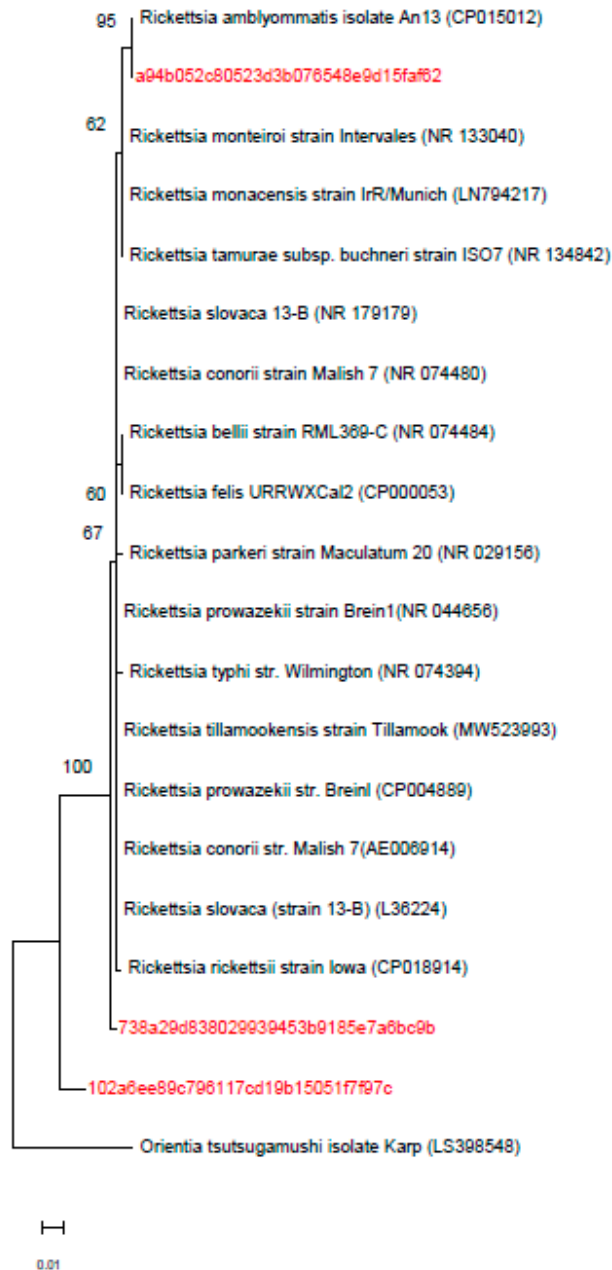 95
Rickettsia amblyommatis isolate An13 (CP015012)
a94b052c80523d3b076548e9d15faf62
62
Rickettsia monteiroi strain Intervales (NR 133040)
Rickettsia monacensis strain IrR/Munich (LN794217)
Rickettsia tamurae subsp. buchneri strain ISO7 (NR 134842)
Rickettsia slovaca 13-B (NR 179179)
Rickettsia conorii strain Malish 7 (NR 074480)
Rickettsia bellii strain RML369-C (NR 074484)
60
Rickettsia felis URRWXCal2 (CP000053)
67
Rickettsia parkeri strain Maculatum 20 (NR 029156)
Rickettsia prowazekii strain Brein1(NR 044656)
Rickettsia typhi str. Wilmington (NR 074394)
Rickettsia tillamookensis strain Tillamook (MW523993)
100
Rickettsia prowazekii str. Breinl (CP004889)
Rickettsia conorii str. Malish 7(AE006914)
Rickettsia slovaca (strain 13-B) (L36224)
Rickettsia rickettsii strain Iowa (CP018914)
738a29d838029939453b9185e7a6bc9b
102a6ee89c796117cd19b15051f7f97c
Orientia tsutsugamushi isolate Karp (LS398548)
0.01